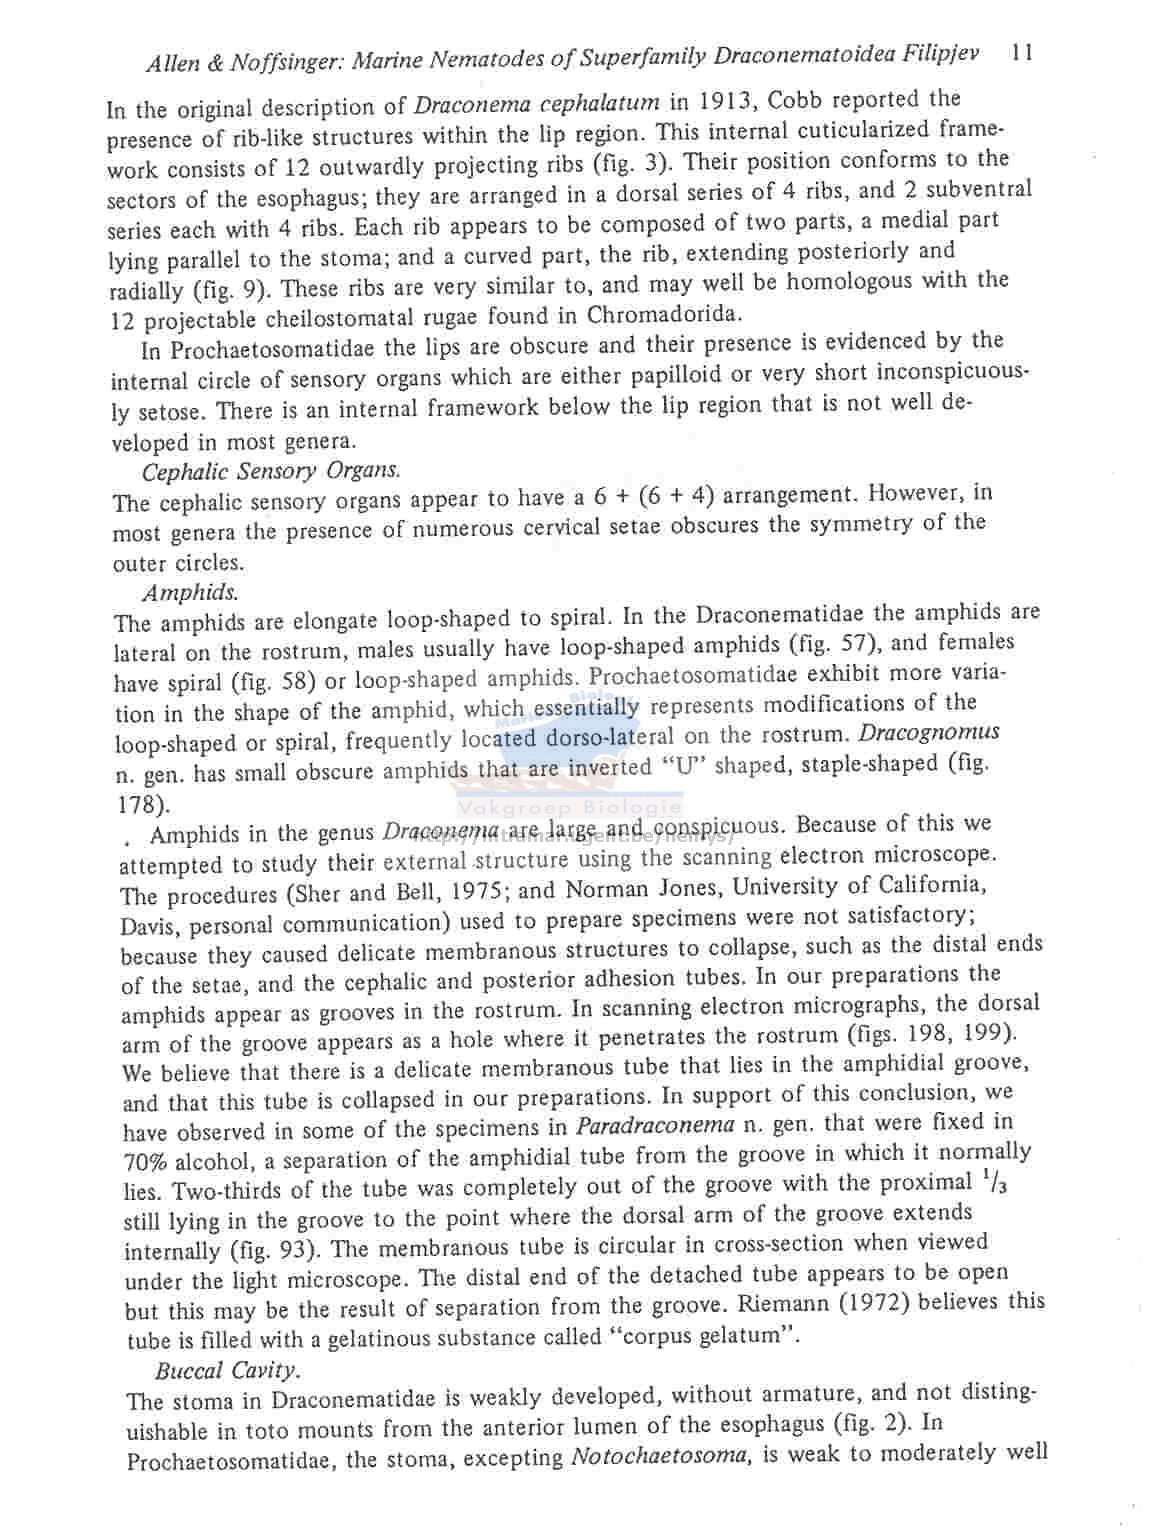 Allen & Noffsinger: Marine Nematodes of Superfamily Draconematoidea Filipjev 11
In the original description of Draconema cephalatum in 1913, Cobb reported the
presence of rib-like structures within the lip region. This internal cuticularized frame-
work consists of 12 outwardly projecting ribs (fig. 3). Their position conforms to the
sectors of the esophagus; they are arranged in a dorsal series of 4 ribs, and 2 subventral
series each with 4 ribs. Each rib appears to be composed of two parts, a medial part
lying parallel to the stoma; and a curved part, the rib, extending posteriorly and
radially (fig. 9). These ribs are very similar to, and may well be homologous with the
12 projectable cheilostomatal rugae found in Chromadorida.
In Prochaetosomatidae the lips are obscure and their presence is evidenced by the
internal circle of sensory organs which are either papilloid or very short inconspicuous-
ly setose. There is an internal framework below the lip region that is not well de-
veloped in most genera.
Cephalic Sensory Organs.
The cephalic sensory organs appear to have a 6 + (6 + 4) arrangement. However, in
most genera the presence of numerous cervical setae obscures the symmetry of the
outer circles.
Amphids.
The amphids are elongate loop-shaped to spiral. In the Draconematidae the amphids are
lateral on the rostrum, males usually have loop-shaped amphids (fig. 57), and females
have spiral (fig. 58) or loop-shaped amphids. Prochaetosomatidae exhibit more varia-
tion in the shape of the amphid, which essentially represents modifications of the
loop-shaped or spiral, frequently located dorso-lateral on the rostrum. Dracognomus
n. gen. has small obscure amphids that are inverted “U” shaped, staple-shaped (fig.
178).
Vakgroep Biologie
Amphids in the genus Draconema are large and conspicuous. Because of this we
attempted to study their external structure using the scanning electron microscope.
The procedures (Sher and Bell, 1975; and Norman Jones, University of California,
Davis, personal communication) used to prepare specimens were not satisfactory;
because they caused delicate membranous structures to collapse, such as the distal ends
of the setae, and the cephalic and posterior adhesion tubes. In our preparations the
amphids appear as grooves in the rostrum. In scanning electron micrographs, the dorsal
arm of the groove appears as a hole where it penetrates the rostrum (figs. 198, 199).
We believe that there is a delicate membranous tube that lies in the amphidial groove,
and that this tube is collapsed in our preparations. In support of this conclusion, we
have observed in some of the specimens in Paradraconema n. gen. that were fixed in
70% alcohol, a separation of the amphidial tube from the groove in which it normally
lies. Two-thirds of the tube was completely out of the groove with the proximal 1/3
still lying in the groove to the point where the dorsal arm of the groove extends
internally (fig. 93). The membranous tube is circular in cross-section when viewed
under the light microscope. The distal end of the detached tube appears to be open
but this may be the result of separation from the groove. Riemann (1972) believes this
tube is filled with a gelatinous substance called “corpus gelatum”.
Buccal Cavity.
The stoma in Draconematidae is weakly developed, without armature, and not disting-
uishable in toto mounts from the anterior lumen of the esophagus (fig. 2). In
Prochaetosomatidae, the stoma, excepting Notochaetosoma, is weak to moderately well